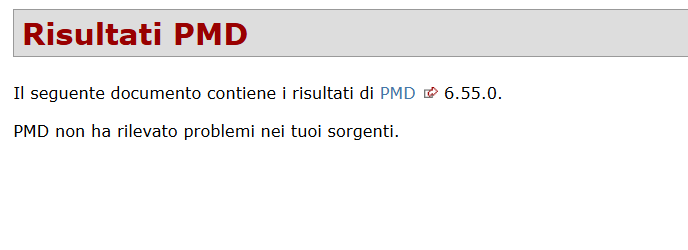 Risultati PMD
Il seguente documento contiene i risultati di PMD 6.55.0.
PMD non ha rilevato problemi nei tuoi sorgenti.